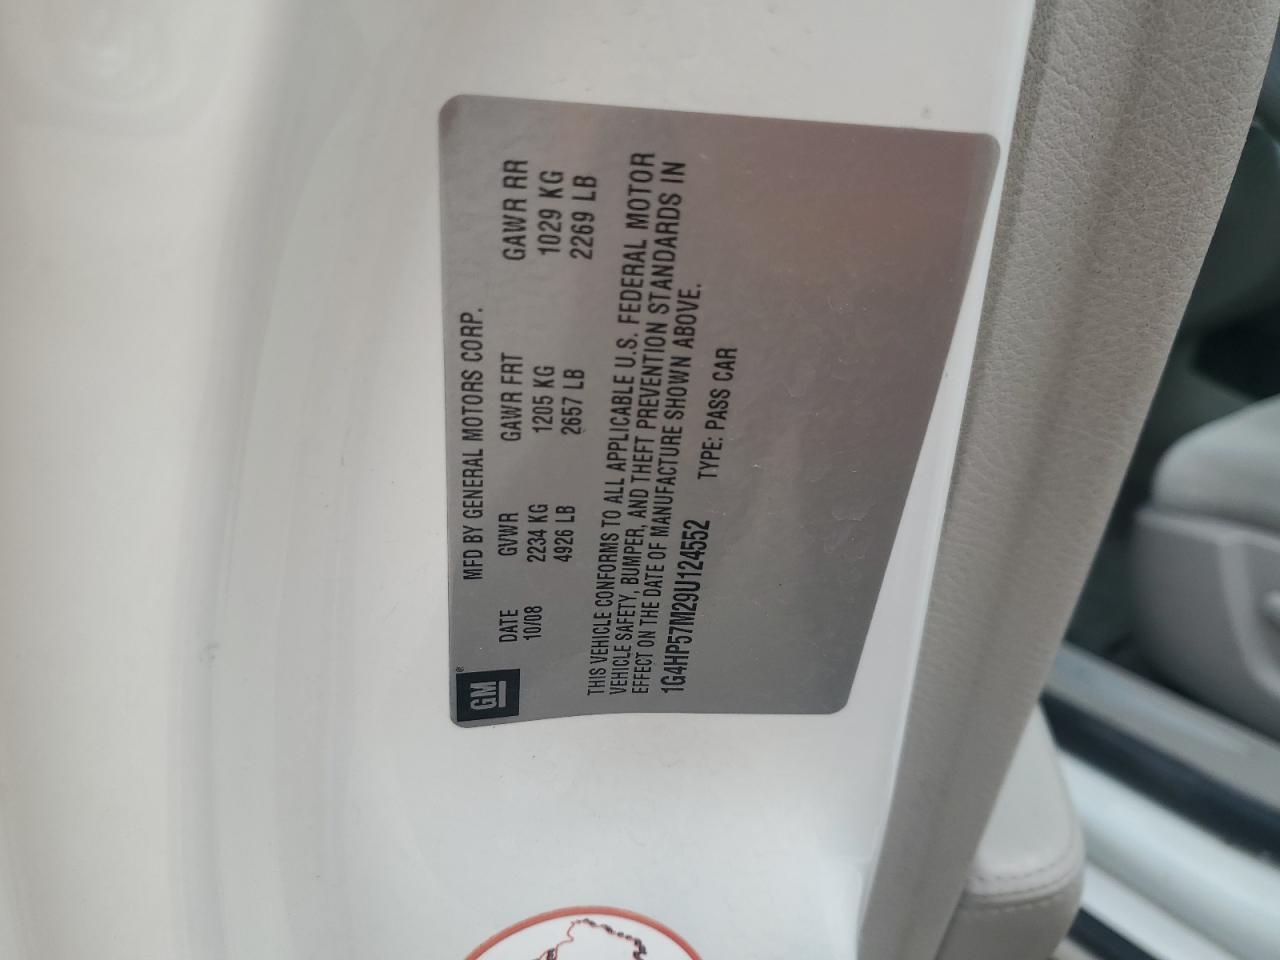 GM
MFD BY GENERAL MOTORS CORP.
DATE GVWR GAWR FRT GAWR RR
10/08 2234 KG 1205 KG 1029 KG
4926 LB 2657 LB 2269 LB
THIS VEHICLE CONFORMS TO ALL APPLICABLE U.S. FEDERAL MOTOR
VEHICLE SAFETY, BUMPER, AND THEFT PREVENTION STANDARDS IN
EFFECT ON THE DATE OF MANUFACTURE SHOWN ABOVE.
1G4HP57M29U124552 TYPE: PASS CAR